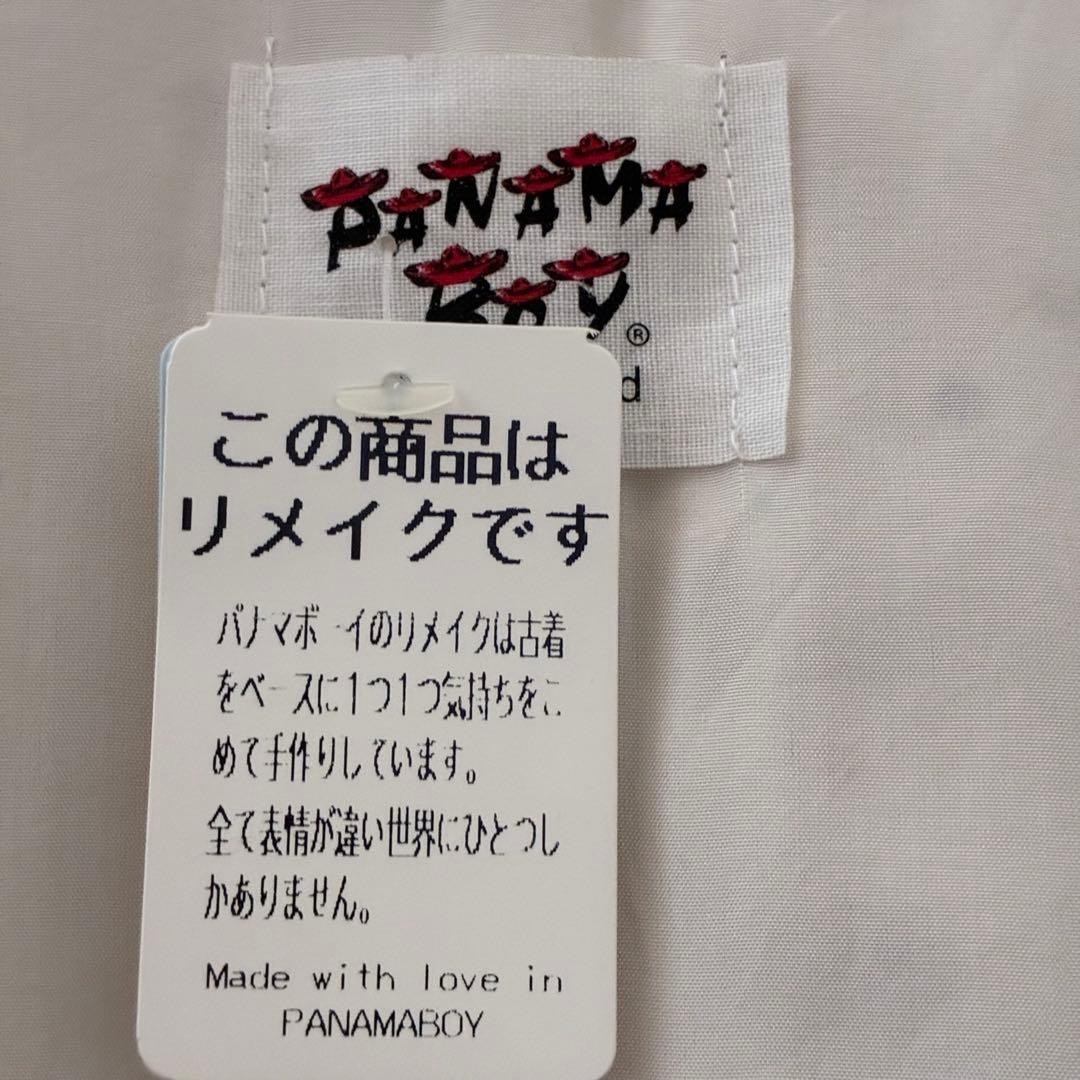 PANAMA
BOY®
d
この商品は
リメイクです
パナマボーイのリメイクは古着
をベースに1つ1つ気持ちをこ
めて手作りしています。
全て表情が違い世界にひとつし
かありません。
Made with love in
PANAMABOY